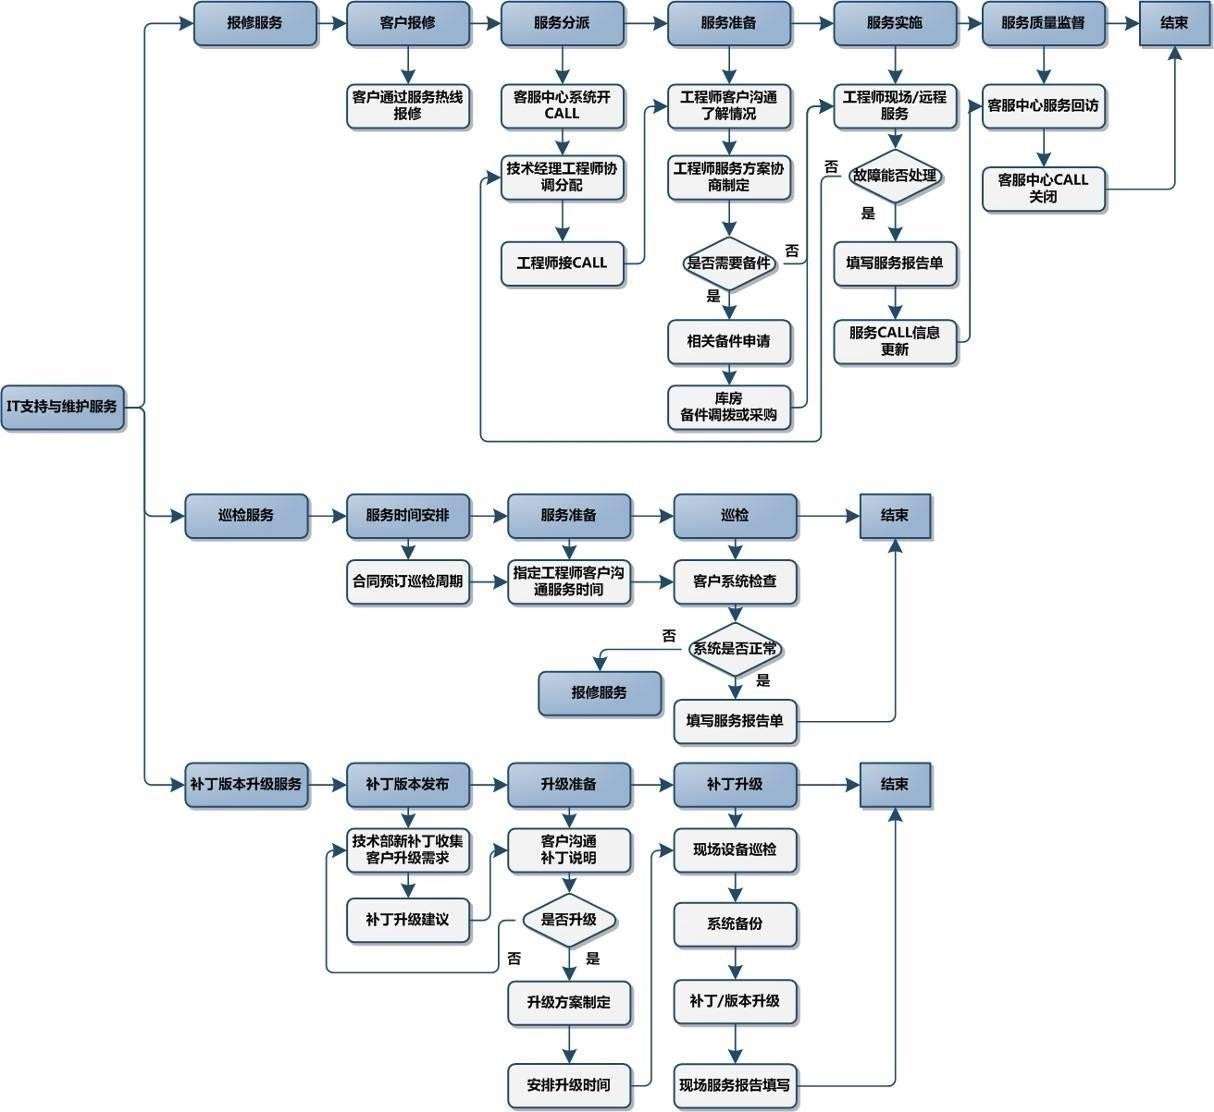 报修服务
客户报修
服务分派
服务准备
服务实施
服务质量监督
结束
客户通过服务热线
报修
客服中心系统开
CALL
工程师客户沟通
了解情况
工程师现场/远程
服务
客服中心服务回访
技术经理工程师协
调分配
工程师服务方案协
商制定
否
故障能否处理
是
客服中心CALL
关闭
工程师接CALL
是否需要备件
否
是
填写服务报告单
相关备件申请
服务CALL信息
更新
库房
备件调拨或采购
IT支持与维护服务
巡检服务
服务时间安排
服务准备
巡检
结束
合同预订巡检周期
指定工程师客户沟
通服务时间
客户系统检查
否
系统是否正常
是
报修服务
填写服务报告单
补丁版本升级服务
补丁版本发布
升级准备
补丁升级
结束
技术部新补丁收集
客户升级需求
客户沟通
补丁说明
现场设备巡检
补丁升级建议
是否升级
否
是
系统备份
升级方案制定
补丁/版本升级
安排升级时间
现场服务报告填写